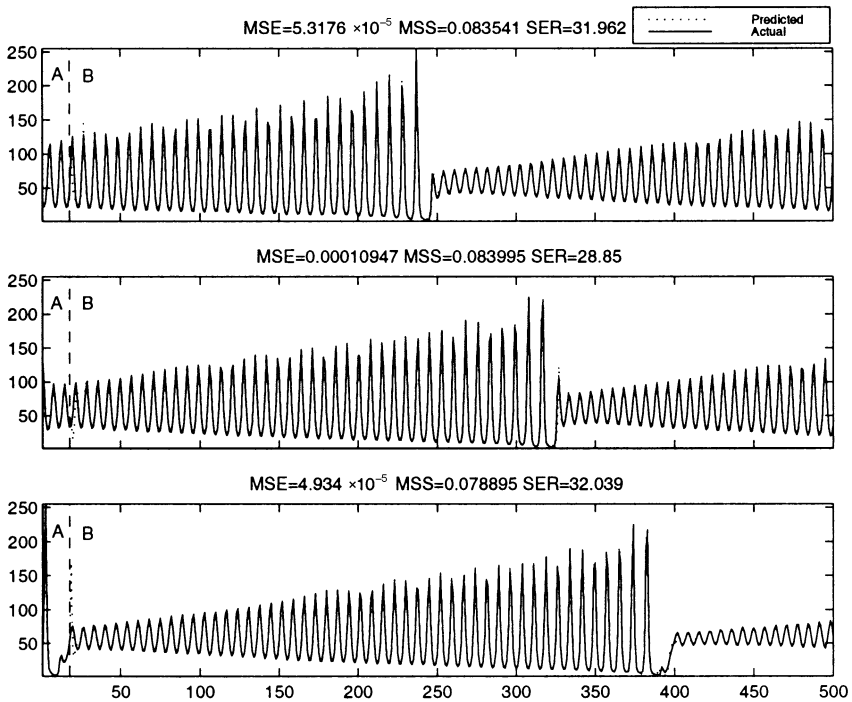 MSE=5.3176 ×10⁻⁵ MSS=0.083541 SER=31.962
Predicted
Actual
250
200
150
100
50
A B
MSE=0.00010947 MSS=0.083995 SER=28.85
250
200
150
100
50
A B
MSE=4.934 ×10⁻⁵ MSS=0.078895 SER=32.039
250
200
150
100
50
A B
50 100 150 200 250 300 350 400 450 500